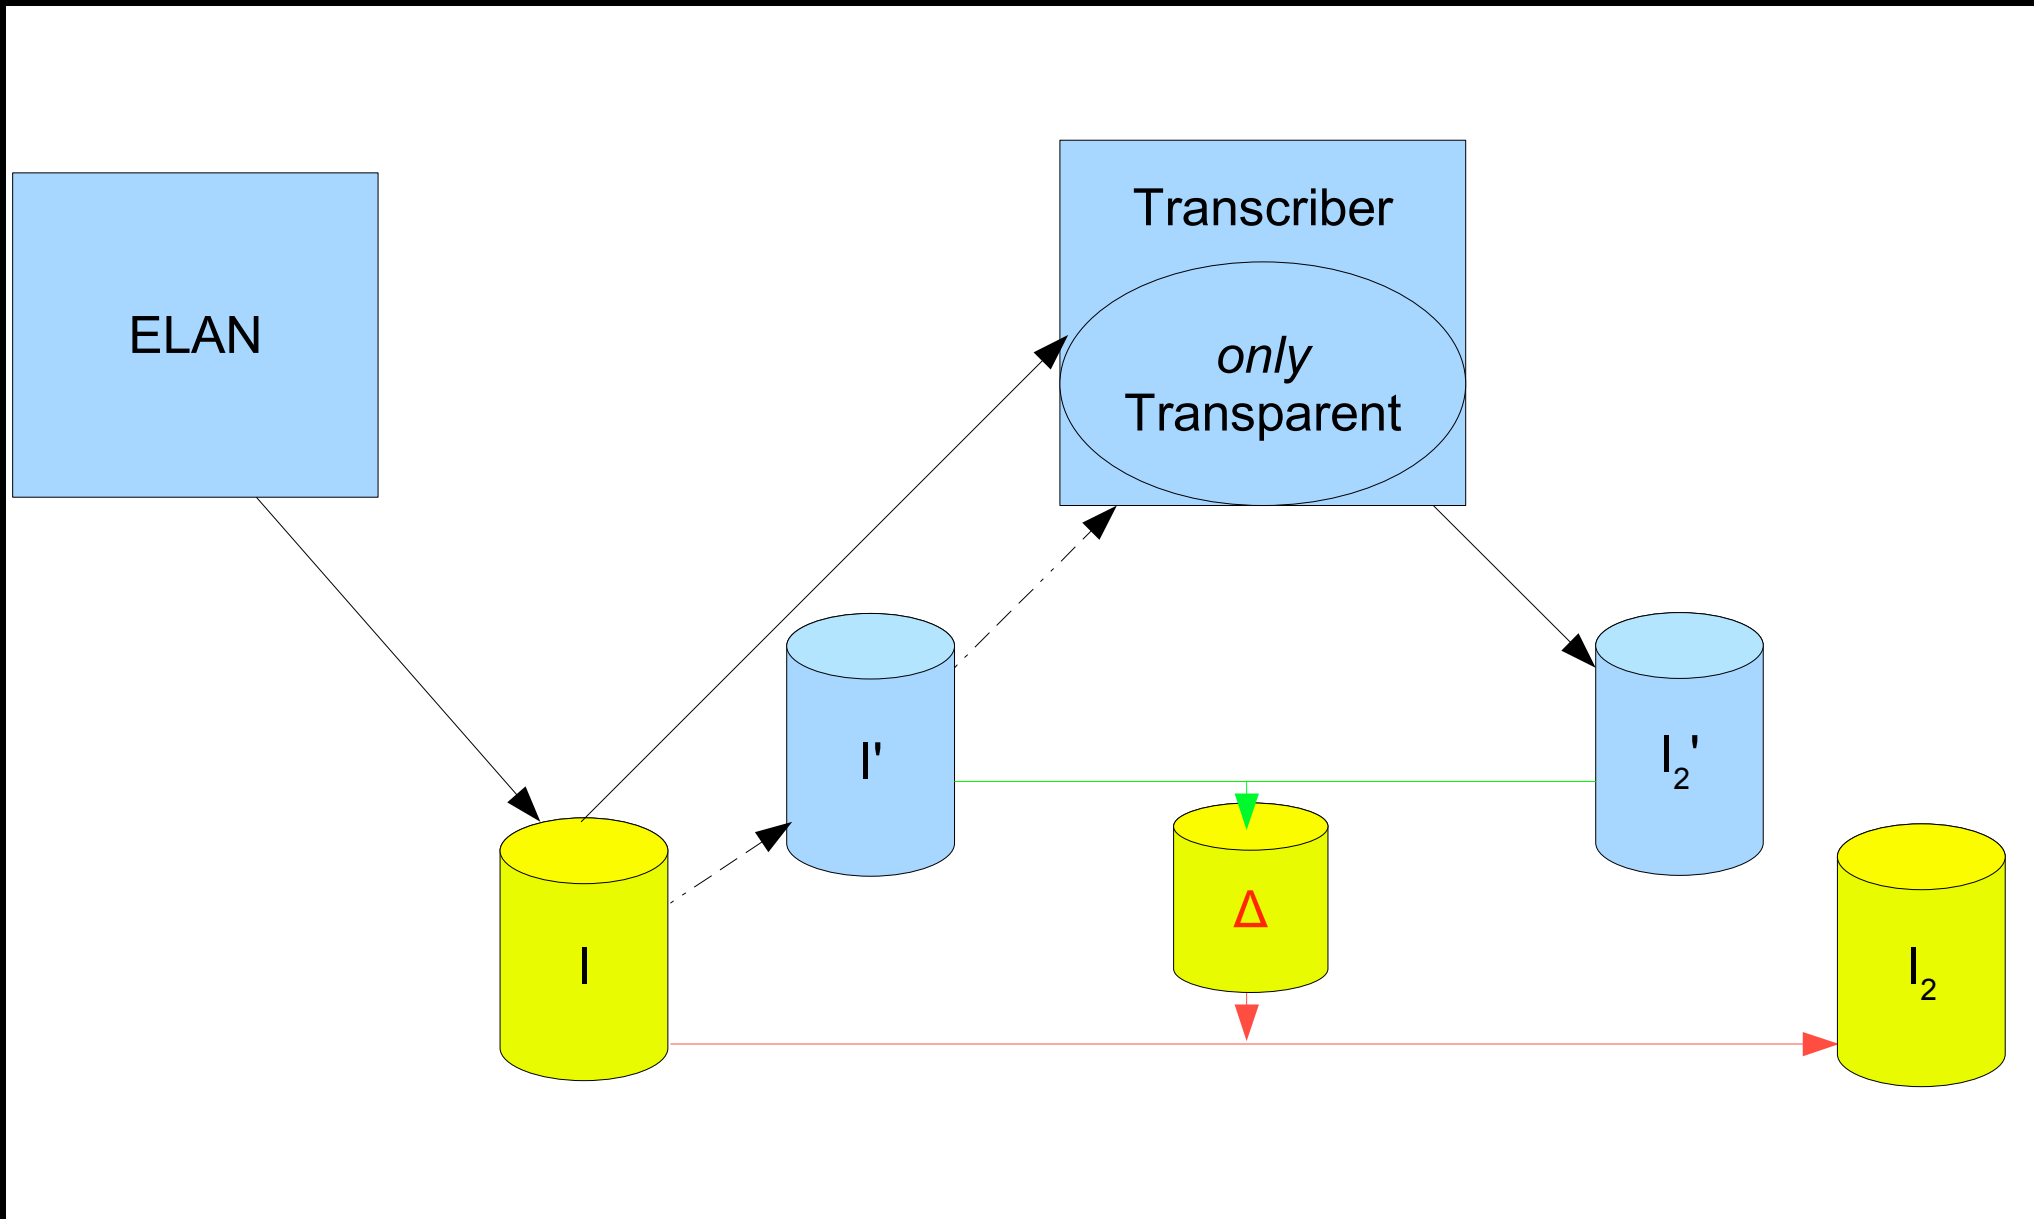 Transcriber
ELAN
only
Transparent
I'
I₂'
Δ
I
I₂